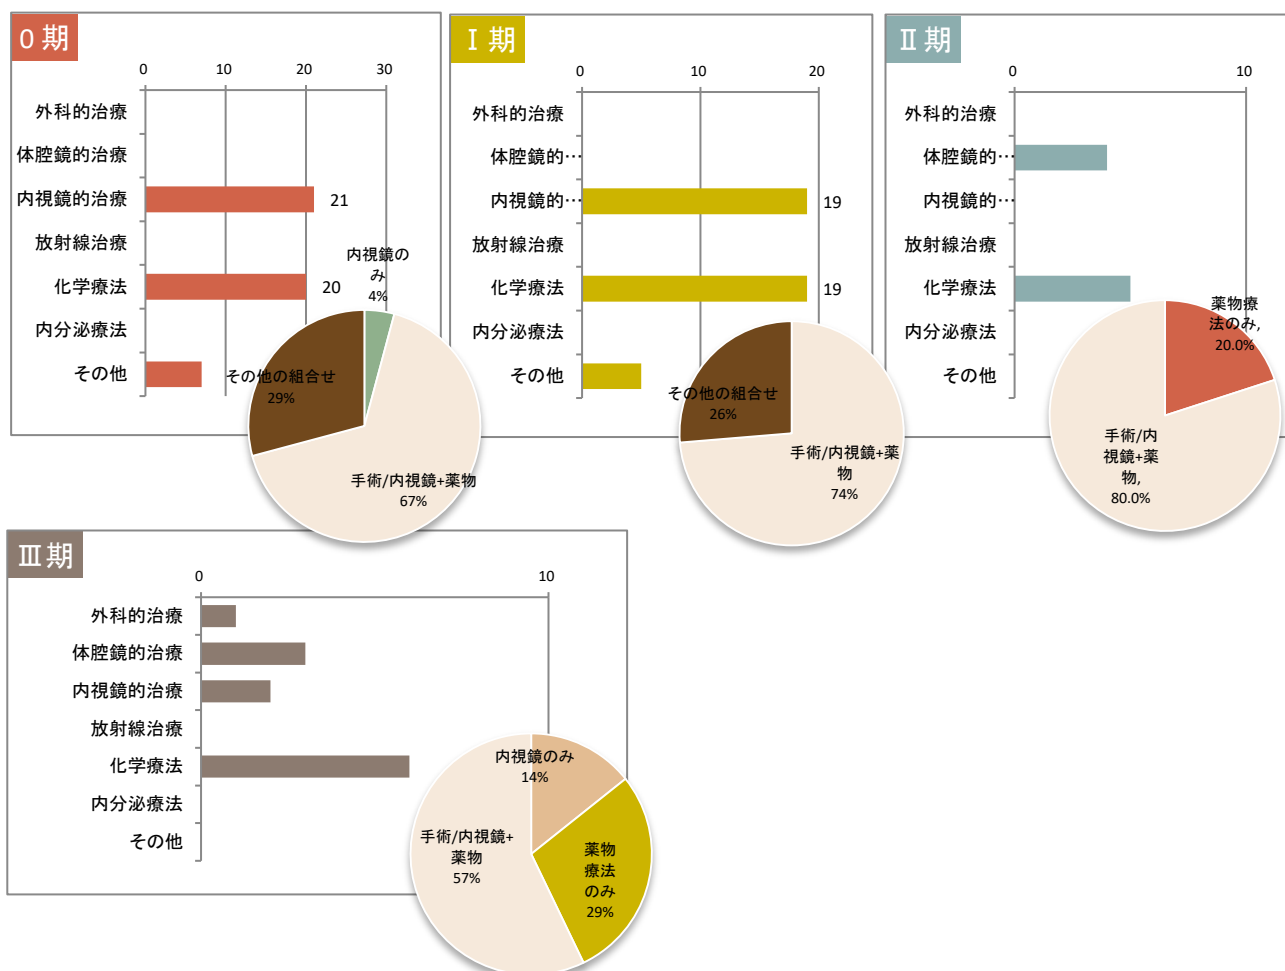 0 期
0
10
20
30
外科的治療
体腔鏡的治療
内視鏡的治療
21
放射線治療
化学療法
20
内分泌療法
その他
内視鏡の
み
4%
その他の組合せ
29%
手術/内視鏡+薬物
67%
Ⅰ 期
0
10
20
外科的治療
体腔鏡的…
内視鏡的…
19
放射線治療
化学療法
19
内分泌療法
その他
その他の組合せ
26%
手術/内視鏡+薬
物
74%
Ⅱ 期
0
10
外科的治療
体腔鏡的…
内視鏡的…
放射線治療
化学療法
内分泌療法
その他
薬物療
法のみ,
20.0%
手術/内
視鏡+薬
物,
80.0%
Ⅲ 期
0
10
外科的治療
体腔鏡的治療
内視鏡的治療
放射線治療
化学療法
内分泌療法
その他
内視鏡のみ
14%
手術/内視鏡+
薬物
57%
薬物
療法
のみ
29%